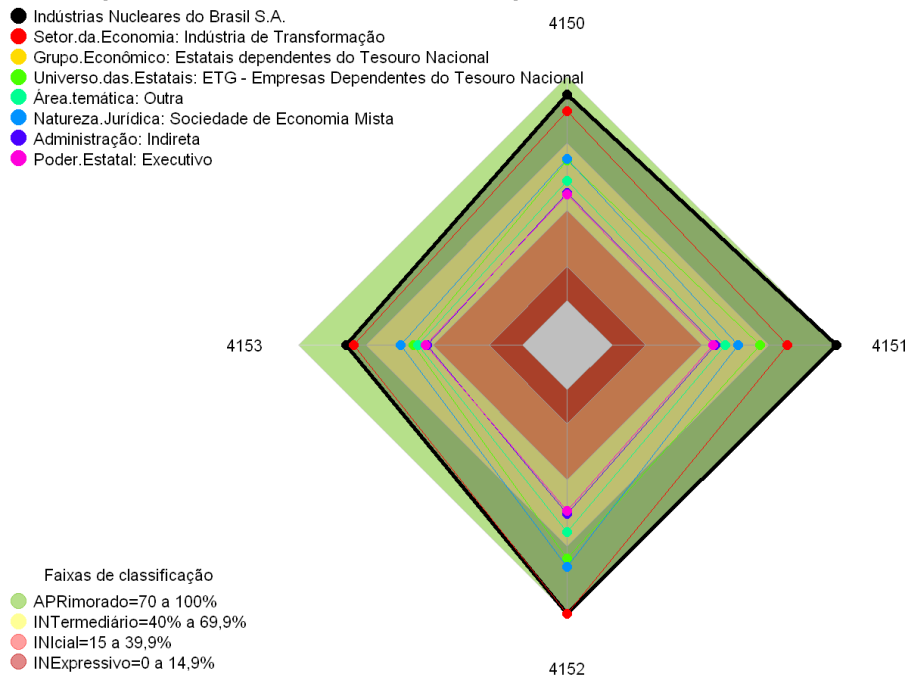 Indústrias Nucleares do Brasil S.A.
Setor.da.Economia: Indústria de Transformação
Grupo.Econômico: Estatais dependentes do Tesouro Nacional
Universo.das.Estatais: ETG - Empresas Dependentes do Tesouro Nacional
Área.temática: Outra
Natureza.Jurídica: Sociedade de Economia Mista
Administração: Indireta
Poder.Estatal: Executivo
4150
4153
4151
4152
Faixas de classificação
APRimorado=70 a 100%
INTermediário=40% a 69,9%
INIcial=15 a 39,9%
INExpressivo=0 a 14,9%